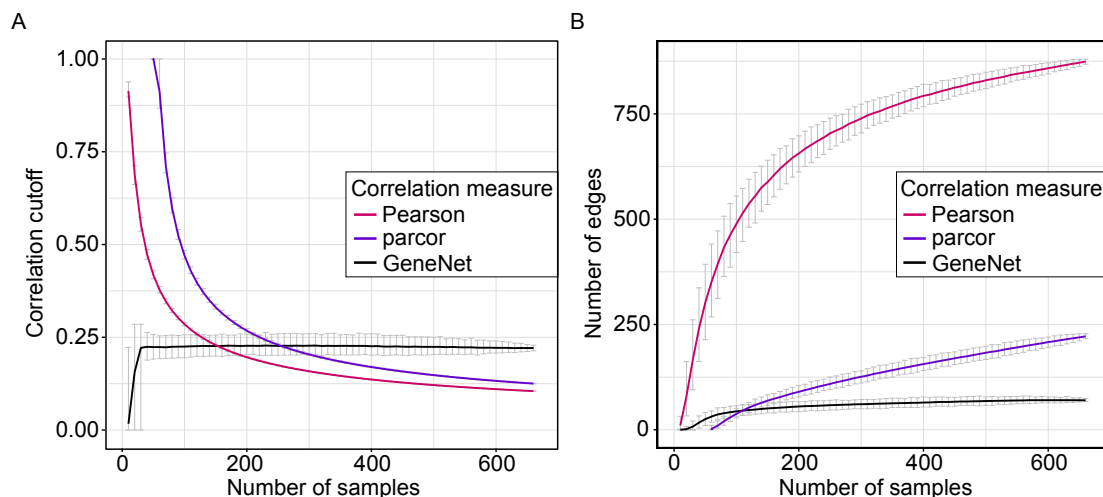 A
Correlation cutoff
1.00
0.75
0.50
0.25
0.00
Correlation measure
Pearson
parcor
GeneNet
0 200 400 600
Number of samples
B
Number of edges
750
500
250
0
Correlation measure
Pearson
parcor
GeneNet
0 200 400 600
Number of samples